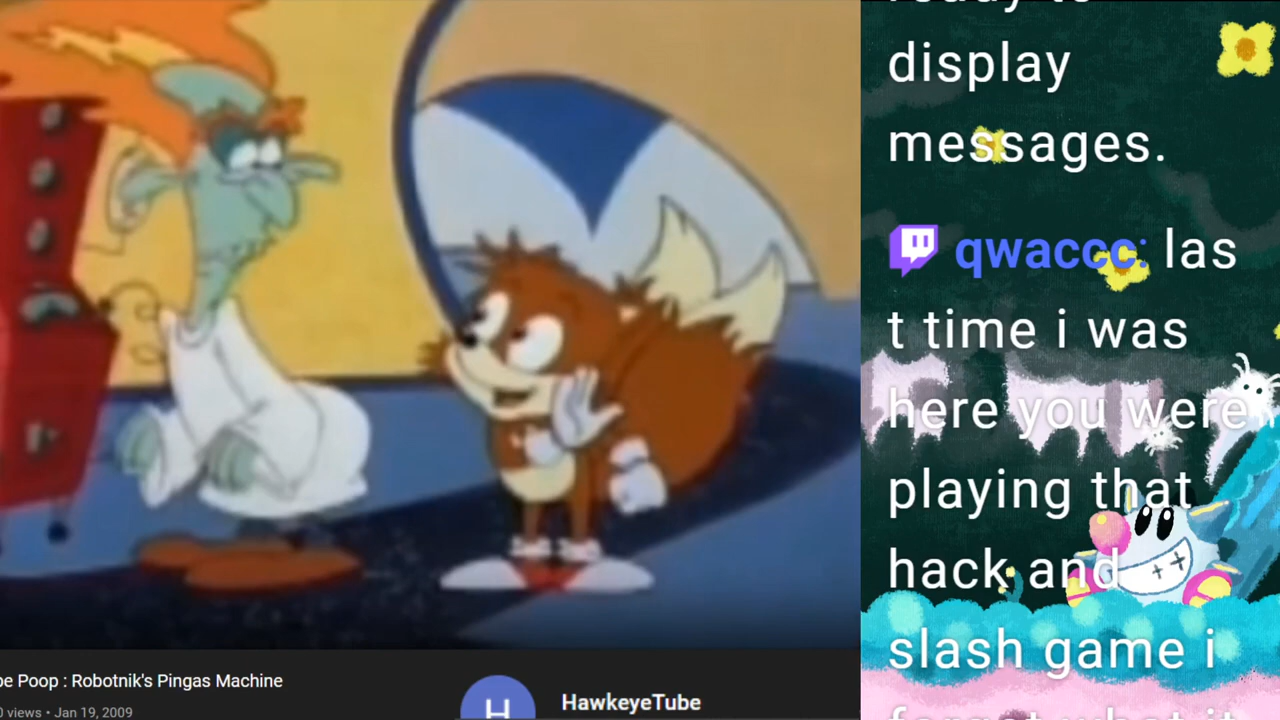 display
messages.
qwaccc: las
t time i was
here you were
playing that
hack and
slash game i
Poop : Robotnik's Pingas Machine
views • Jan 19, 2009
H
HawkeyeTube